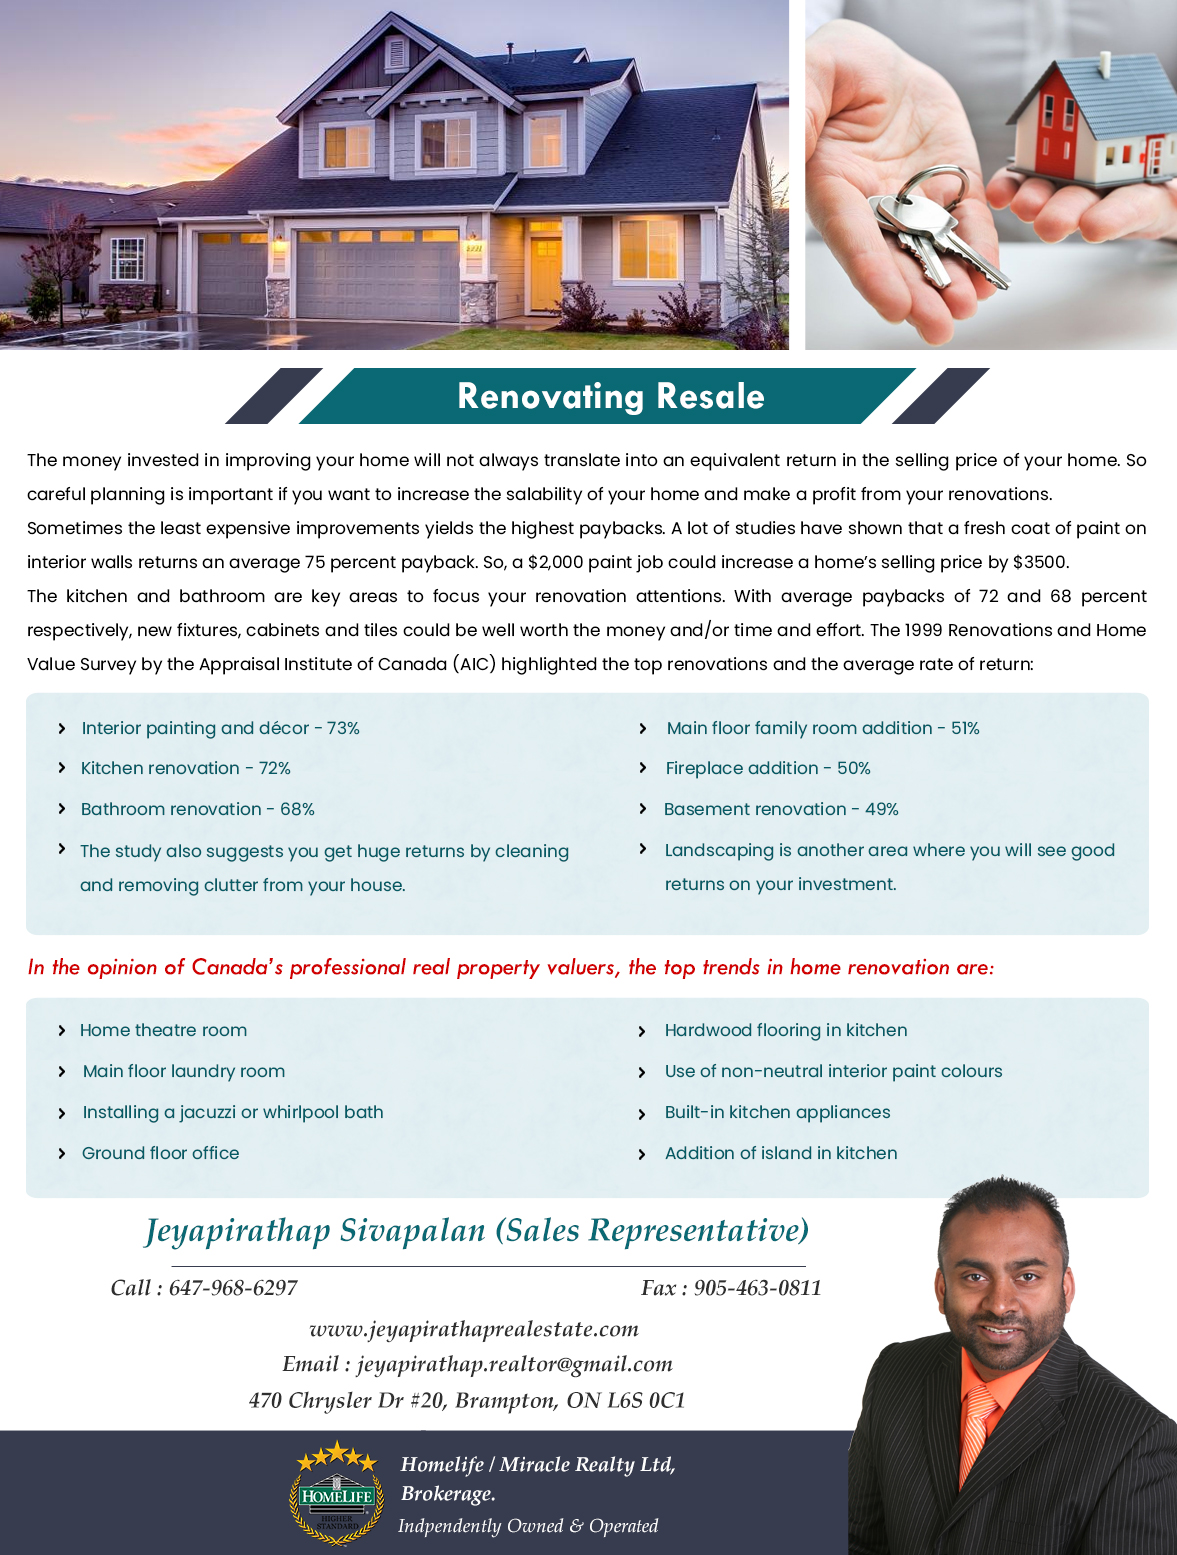 Renovating Resale
The money invested in improving your home will not always translate into an equivalent return in the selling price of your home. So
careful planning is important if you want to increase the salability of your home and make a profit from your renovations.
Sometimes the least expensive improvements yields the highest paybacks. A lot of studies have shown that a fresh coat of paint on
interior walls returns an average 75 percent payback. So, a $2,000 paint job could increase a home’s selling price by $3500.
The kitchen and bathroom are key areas to focus your renovation attentions. With average paybacks of 72 and 68 percent
respectively, new fixtures, cabinets and tiles could be well worth the money and/or time and effort. The 1999 Renovations and Home
Value Survey by the Appraisal Institute of Canada (AIC) highlighted the top renovations and the average rate of return:
Interior painting and décor - 73%
Kitchen renovation - 72%
Bathroom renovation - 68%
The study also suggests you get huge returns by cleaning
and removing clutter from your house.
Main floor family room addition - 51%
Fireplace addition - 50%
Basement renovation - 49%
Landscaping is another area where you will see good
returns on your investment.
In the opinion of Canada’s professional real property valuers, the top trends in home renovation are:
Home theatre room
Main floor laundry room
Installing a jacuzzi or whirlpool bath
Ground floor office
Hardwood flooring in kitchen
Use of non-neutral interior paint colours
Built-in kitchen appliances
Addition of island in kitchen
Jeyapirathap Sivapalan (Sales Representative)
Call : 647-968-6297
Fax : 905-463-0811
www.jeyapirathaprealestate.com
Email : jeyapirathap.realtor@gmail.com
470 Chrysler Dr #20, Brampton, ON L6S 0C1
HOMELIFE
HIGHER
STANDARD
Homelife / Miracle Realty Ltd,
Brokerage.
Indpendently Owned & Operated